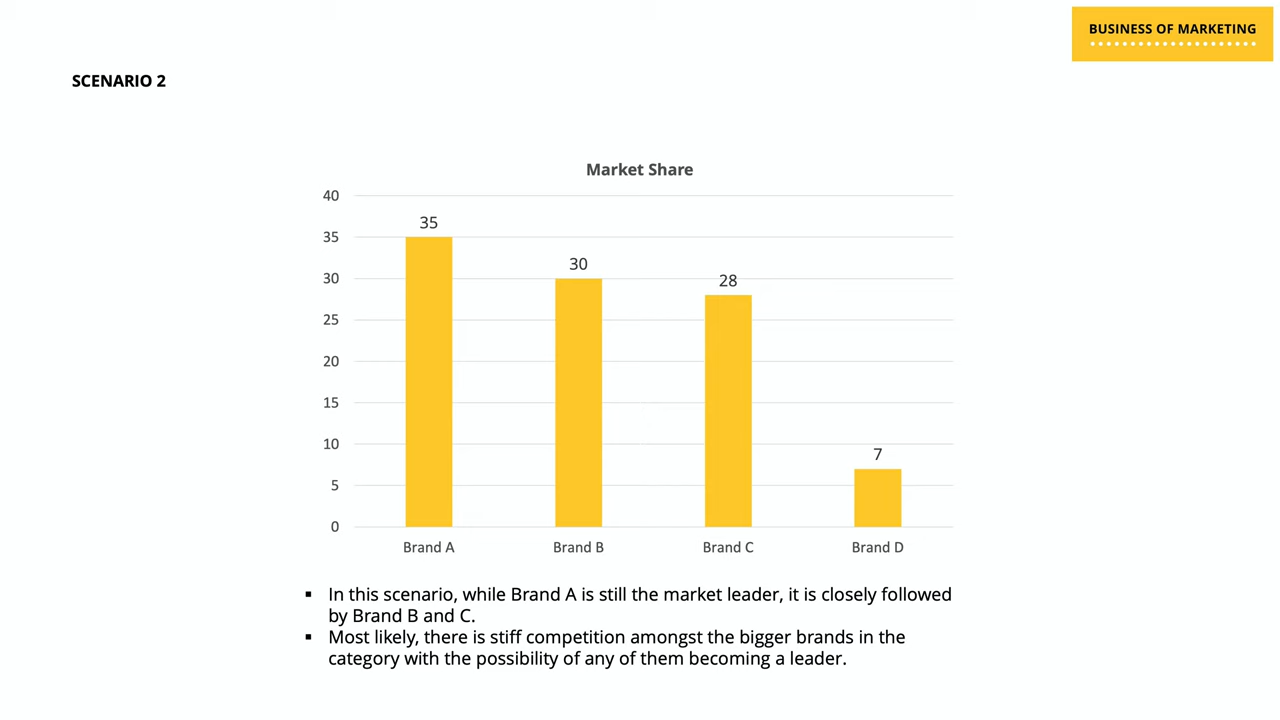 BUSINESS OF MARKETING
SCENARIO 2
Market Share
40
35
30
25
20
15
10
5
0
35
30
28
7
Brand A
Brand B
Brand C
Brand D
▪ In this scenario, while Brand A is still the market leader, it is closely followed
by Brand B and C.
▪ Most likely, there is stiff competition amongst the bigger brands in the
category with the possibility of any of them becoming a leader.